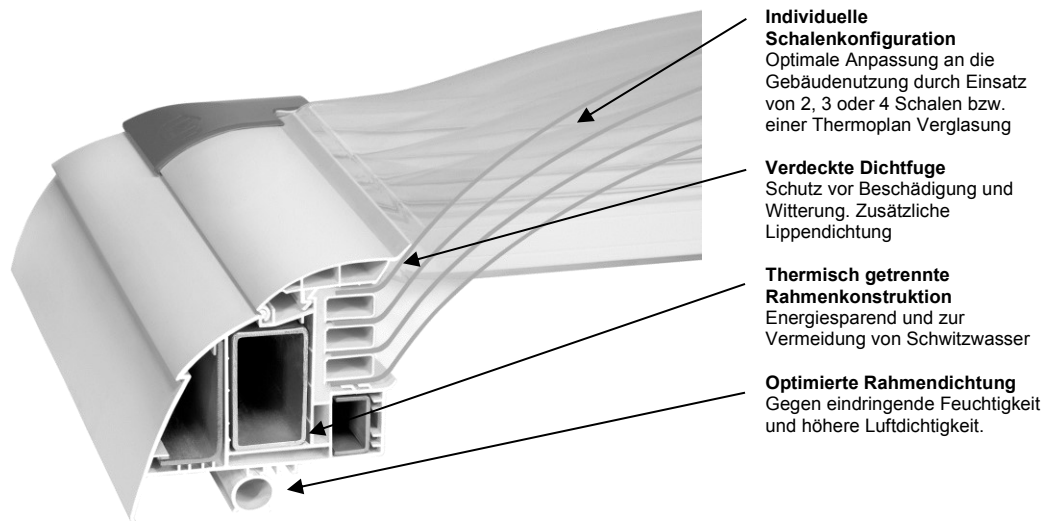 Individuelle
Schalenkonfiguration
Optimale Anpassung an die
Gebäudenutzung durch Einsatz
von 2, 3 oder 4 Schalen bzw.
einer Thermoplan Verglasung
Verdeckte Dichtfuge
Schutz vor Beschädigung und
Witterung. Zusätzliche
Lippendichtung
Thermisch getrennte
Rahmenkonstruktion
Energiesparend und zur
Vermeidung von Schwitzwasser
Optimierte Rahmendichtung
Gegen eindringende Feuchtigkeit
und höhere Luftdichtigkeit.